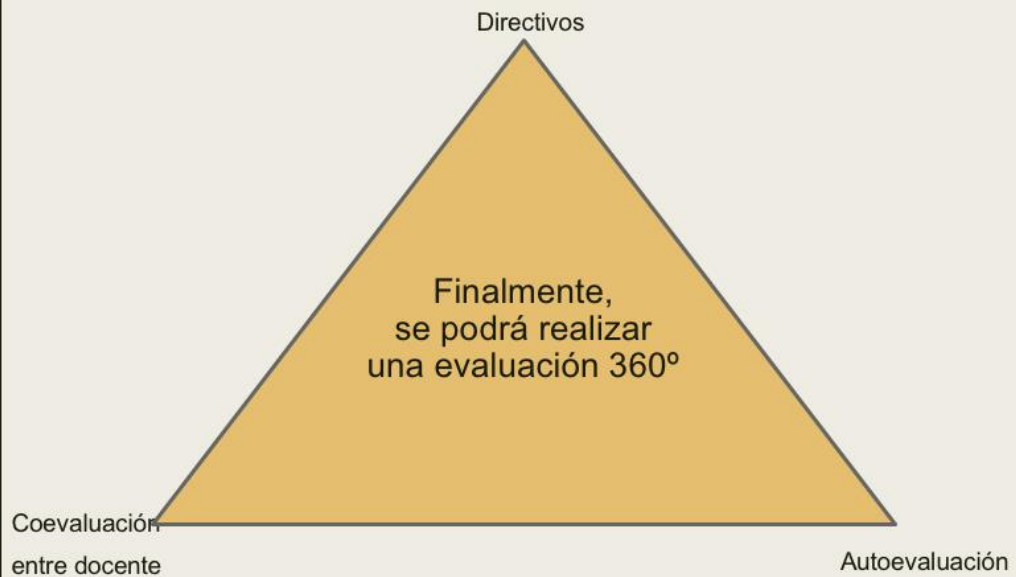 Directivos
Finalmente,
se podrá realizar
una evaluación 360º
Coevaluación
entre docente
Autoevaluación